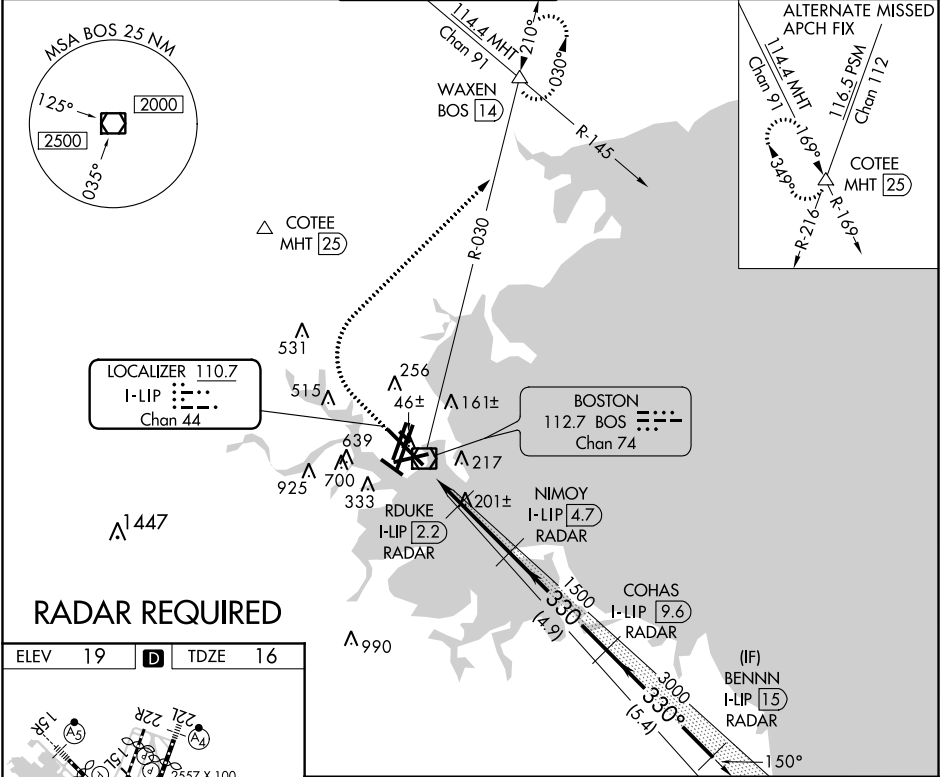 MSA BOS 25 NM
125°
2000
2500
035°
114.4 MHT
Chan 91
210°
030°
WAXEN
BOS 14
R-145
R-030
ALTERNATE MISSED
APCH FIX
114.4 MHT
Chan 91
116.5 PSM
Chan 112
169°
349°
COTEE
MHT 25
R-216
R-169
COTEE
MHT 25
531
LOCALIZER 110.7
I-LIP
Chan 44
515
256
46±
161±
BOSTON
112.7 BOS
Chan 74
639
925
700
333
217
201±
RDUKE
I-LIP 2.2
RADAR
NIMOY
I-LIP 4.7
RADAR
1447
1500
330
(4.9)
COHAS
I-LIP 9.6
RADAR
RADAR REQUIRED
990
3000
330°
(5.4)
(IF)
BENNN
I-LIP 15
RADAR
150°
ELEV 19
D
TDZE 16
15R
A5
22R
22L
A4
15L
P
P
2557 X 100